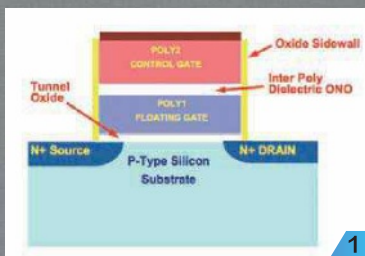 POLY2
CONTROL GATE
Oxide Sidewall
Inter Poly
Dielectric ONO
Tunnel
Oxide
POLY1
FLOATING GATE
N+ Source
N+ DRAIN
P-Type Silicon
Substrate
1